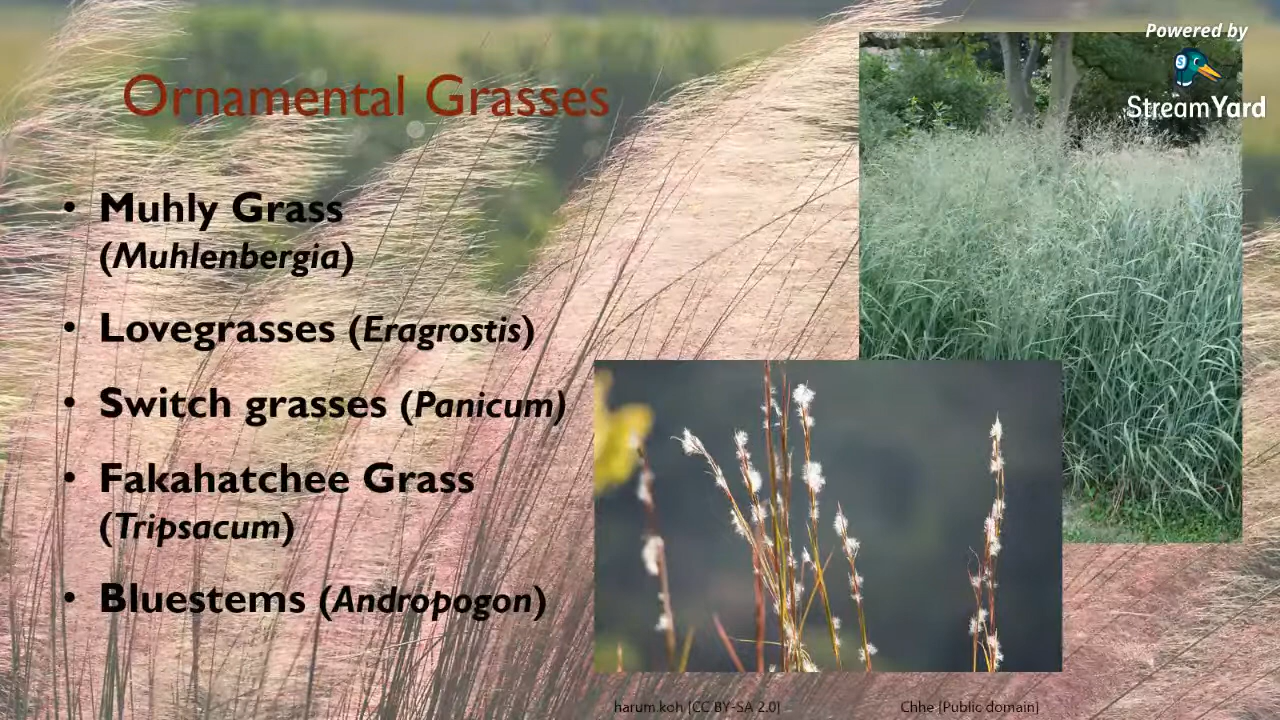 Powered by
StreamYard
Ornamental Grasses
• Muhly Grass
(Muhlenbergia)
• Lovegrasses (Eragrostis)
• Switch grasses (Panicum)
• Fakahatchee Grass
(Tripsacum)
• Bluestems (Andropogon)
harum.koh [CC BY-SA 2.0]
Chhe [Public domain]